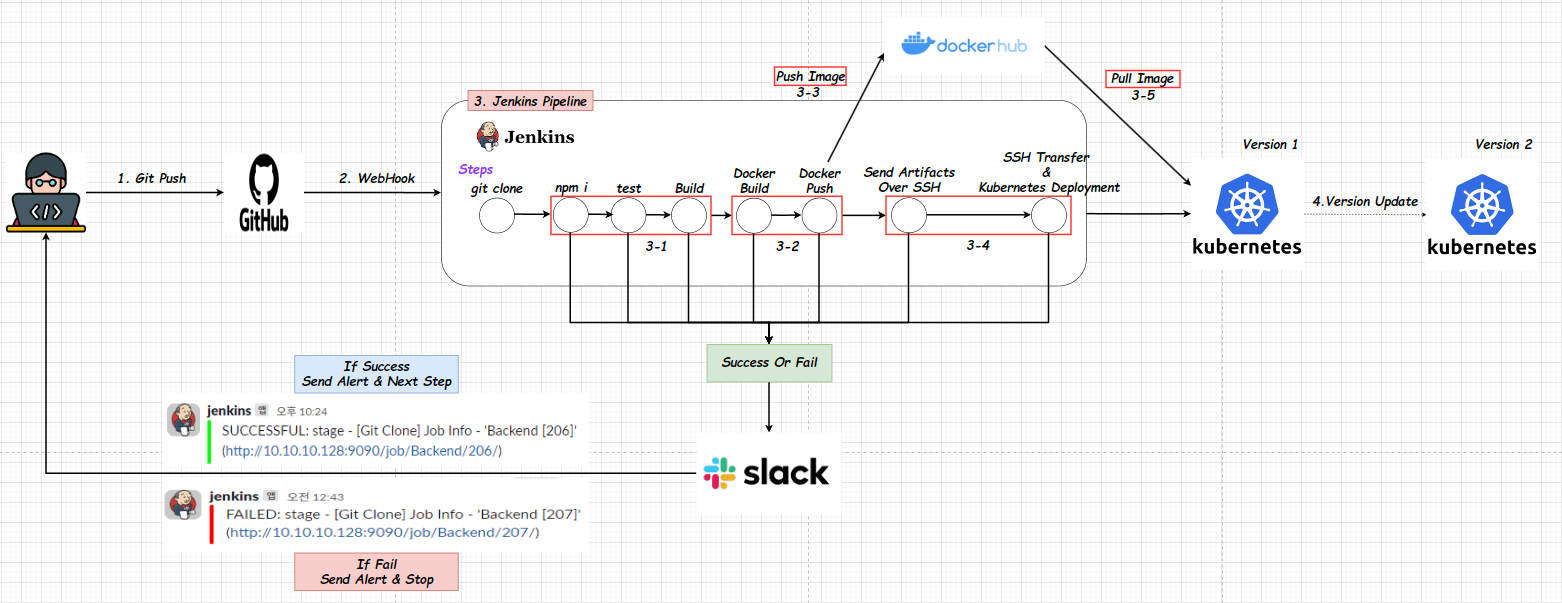 dockerhub
Push Image
3-3
Pull Image
3-5
3. Jenkins Pipeline
Jenkins
Steps
git clone
npm i
test
Build
Docker
Build
Docker
Push
Send Artifacts
Over SSH
SSH Transfer
&
Kubernetes Deployment
3-1
3-2
3-4
1. Git Push
GitHub
2. WebHook
Version 1
kubernetes
4.Version Update
Version 2
kubernetes
Success Or Fail
slack
If Success
Send Alert & Next Step
jenkins 앱 오후 10:24
SUCCESSFUL: stage - [Git Clone] Job Info - 'Backend [206]'
(http://10.10.10.128:9090/job/Backend/206/)
jenkins 앱 오전 12:43
FAILED: stage - [Git Clone] Job Info - 'Backend [207]'
(http://10.10.10.128:9090/job/Backend/207/)
If Fail
Send Alert & Stop